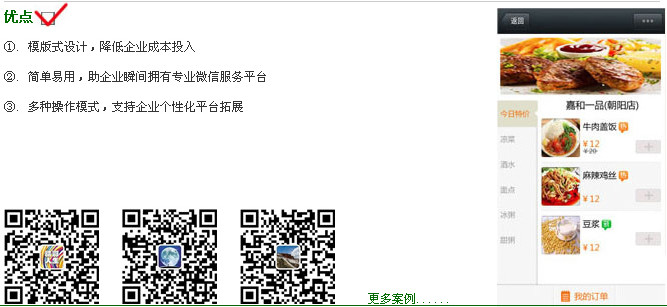 优点
①. 模版式设计，降低企业成本投入
②. 简单易用，助企业瞬间拥有专业微信服务平台
③. 多种操作模式，支持企业个性化平台拓展
更多案例......
返回
嘉和一品(朝阳店)
今日特价
凉菜
酒水
面点
冰粥
甜粥
牛肉盖饭
¥12
¥20
麻辣鸡丝
¥12
豆浆
¥12
我的订单